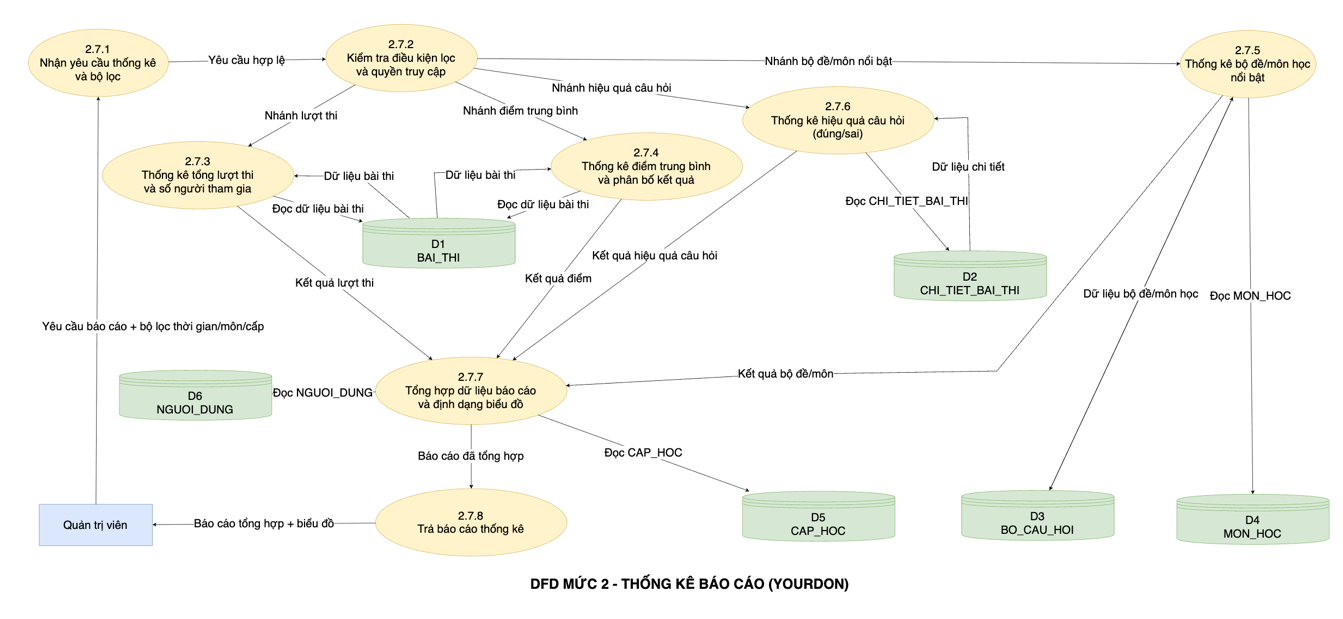 2.7.1
Nhận yêu cầu thống kê
và bộ lọc
Yêu cầu hợp lệ
2.7.2
Kiểm tra điều kiện lọc
và quyền truy cập
Nhánh bộ đề/môn nổi bật
2.7.5
Thống kê bộ đề/môn học
nổi bật
Nhánh hiệu quả câu hỏi
Nhánh lượt thi
Nhánh điểm trung bình
2.7.6
Thống kê hiệu quả câu hỏi
(đúng/sai)
2.7.3
Thống kê tổng lượt thi
và số người tham gia
Dữ liệu bài thi
Dữ liệu bài thi
2.7.4
Thống kê điểm trung bình
và phân bố kết quả
Dữ liệu chi tiết
Đọc dữ liệu bài thi
Đọc dữ liệu bài thi
Đọc CHI_TIET_BAI_THI
D1
BAI_THI
Kết quả hiệu quả câu hỏi
Kết quả lượt thi
Kết quả điểm
D2
CHI_TIET_BAI_THI
Dữ liệu bộ đề/môn học
Đọc MON_HOC
Yêu cầu báo cáo + bộ lọc thời gian/môn/cấp
Kết quả bộ đề/môn
2.7.7
Tổng hợp dữ liệu báo cáo
và định dạng biểu đồ
Đọc NGUOI_DUNG
D6
NGUOI_DUNG
Báo cáo đã tổng hợp
Đọc CAP_HOC
Quản trị viên
Báo cáo tổng hợp + biểu đồ
2.7.8
Trả báo cáo thống kê
D5
CAP_HOC
D3
BO_CAU_HOI
D4
MON_HOC
DFD MỨC 2 - THỐNG KÊ BÁO CÁO (YOURDON)